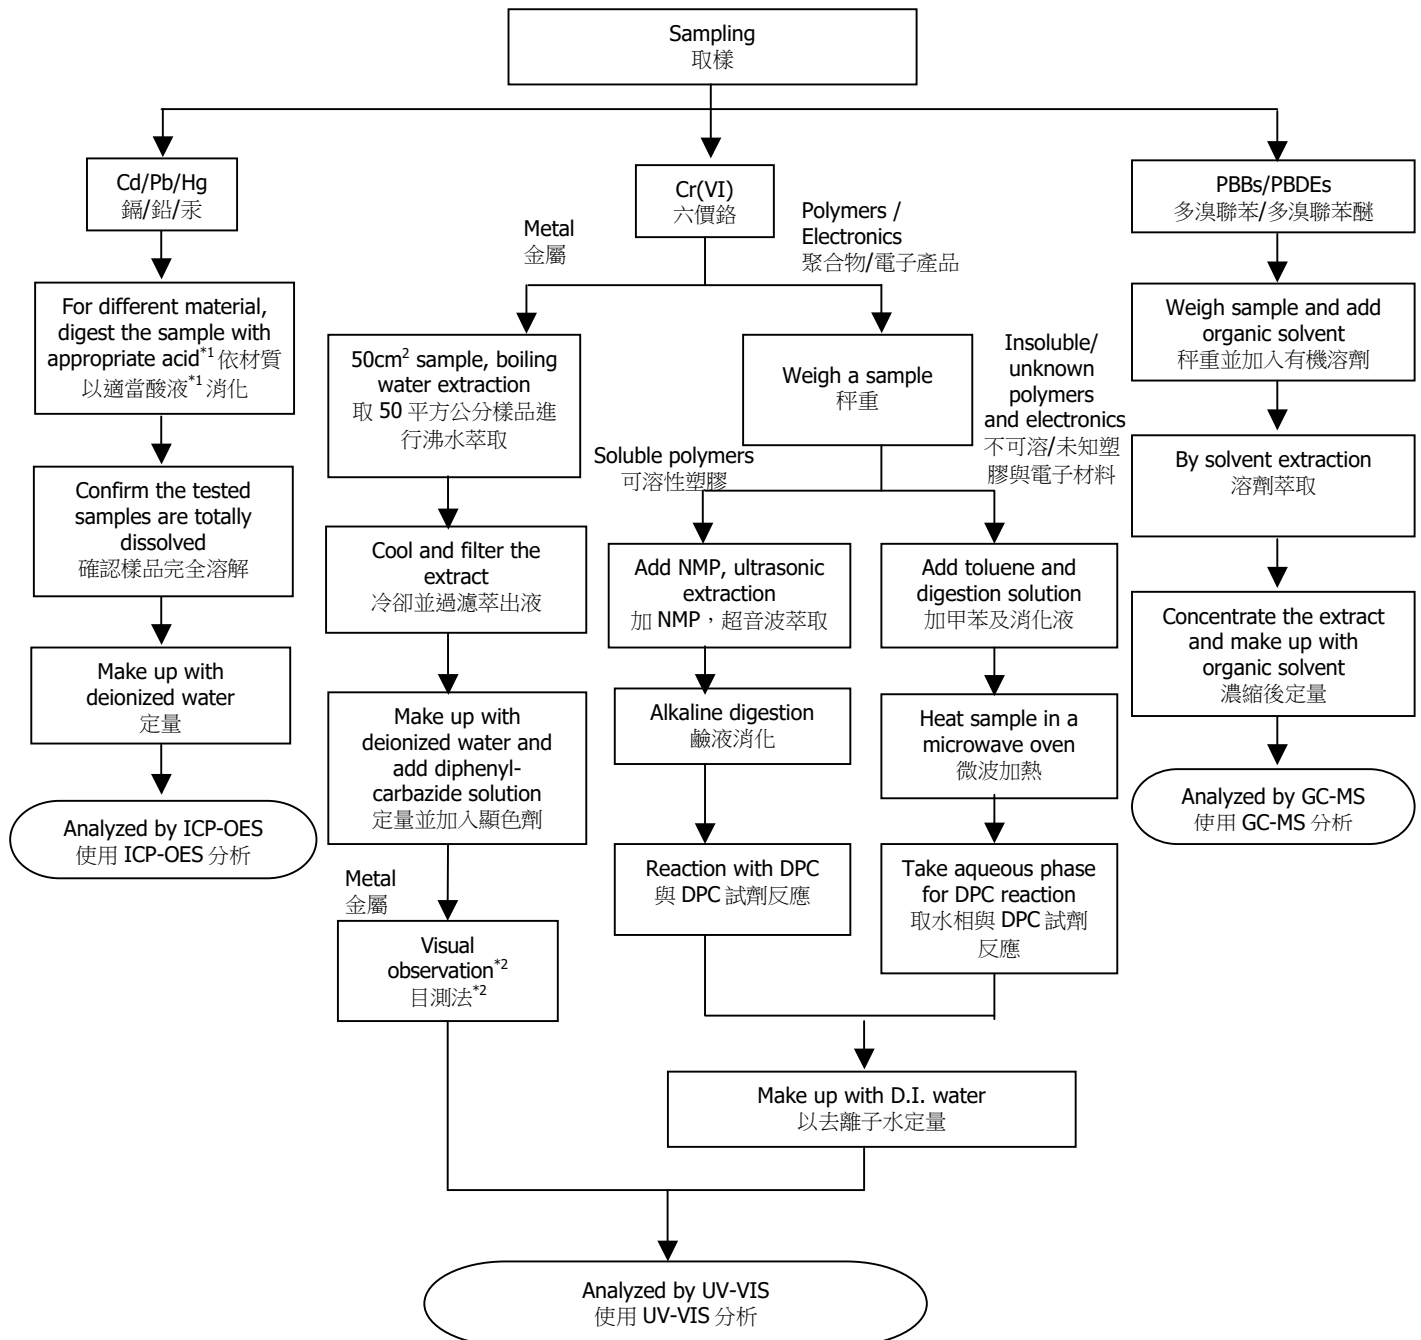 Sampling
取樣
Cd/Pb/Hg
鎘/鉛/汞
For different material,
digest the sample with
appropriate acid*1 依材質
以適當酸液*1 消化
Confirm the tested
samples are totally
dissolved
確認樣品完全溶解
Make up with
deionized water
定量
Analyzed by ICP-OES
使用 ICP-OES 分析
Cr(VI)
六價鉻
Metal
金屬
Polymers /
Electronics
聚合物/電子產品
50cm2 sample, boiling
water extraction
取 50 平方公分樣品進
行沸水萃取
Cool and filter the
extract
冷卻並過濾萃出液
Make up with
deionized water and
add diphenyl-
carbazide solution
定量並加入顯色劑
Metal
金屬
Visual
observation*2
目測法*2
Weigh a sample
秤重
Soluble polymers
可溶性塑膠
Insoluble/
unknown
polymers
and electronics
不可溶/未知塑
膠與電子材料
Add NMP, ultrasonic
extraction
加 NMP，超音波萃取
Alkaline digestion
鹼液消化
Reaction with DPC
與 DPC 試劑反應
Add toluene and
digestion solution
加甲苯及消化液
Heat sample in a
microwave oven
微波加熱
Take aqueous phase
for DPC reaction
取水相與 DPC 試劑
反應
Make up with D.I. water
以去離子水定量
Analyzed by UV-VIS
使用 UV-VIS 分析
PBBs/PBDEs
多溴聯苯/多溴聯苯醚
Weigh sample and add
organic solvent
秤重並加入有機溶劑
By solvent extraction
溶劑萃取
Concentrate the extract
and make up with
organic solvent
濃縮後定量
Analyzed by GC-MS
使用 GC-MS 分析